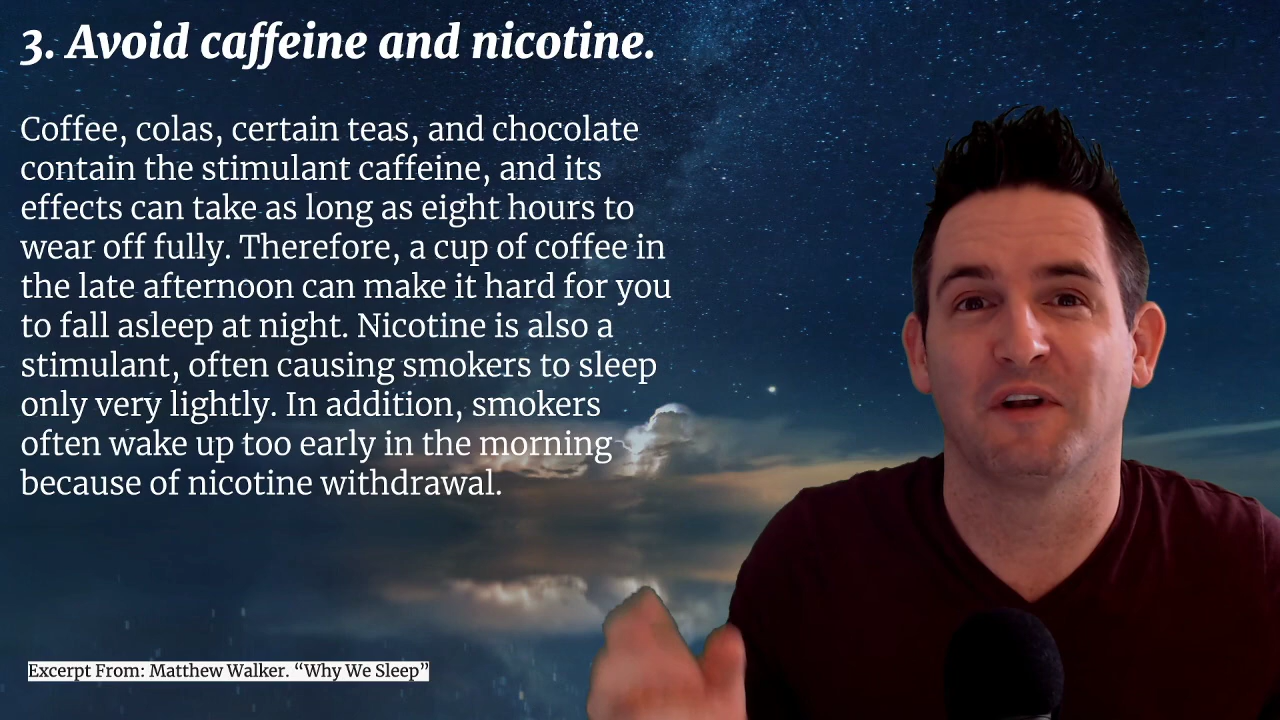 3. Avoid caffeine and nicotine.
Coffee, colas, certain teas, and chocolate
contain the stimulant caffeine, and its
effects can take as long as eight hours to
wear off fully. Therefore, a cup of coffee in
the late afternoon can make it hard for you
to fall asleep at night. Nicotine is also a
stimulant, often causing smokers to sleep
only very lightly. In addition, smokers
often wake up too early in the morning
because of nicotine withdrawal.
Excerpt From: Matthew Walker. “Why We Sleep”